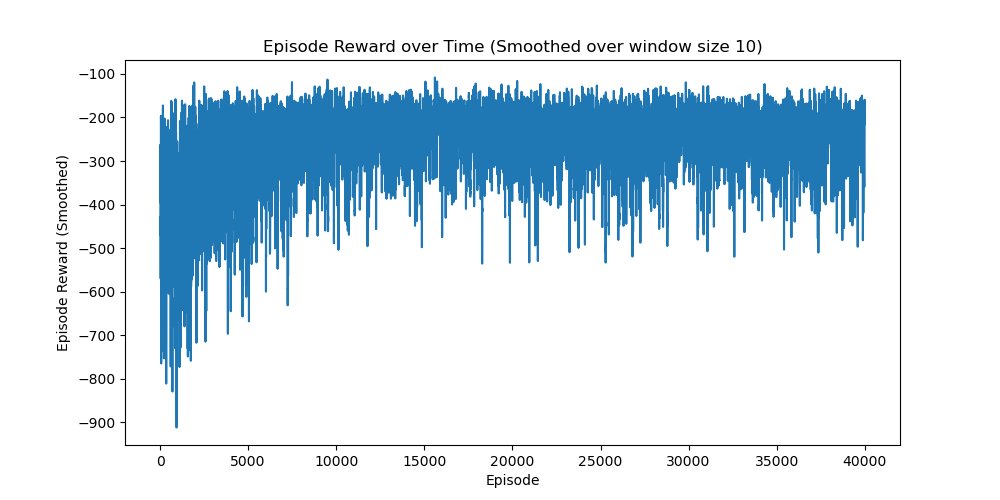 Episode Reward over Time (Smoothed over window size 10)
Episode Reward (Smoothed)
−100
−200
−300
−400
−500
−600
−700
−800
−900
0 5000 10000 15000 20000 25000 30000 35000 40000
Episode